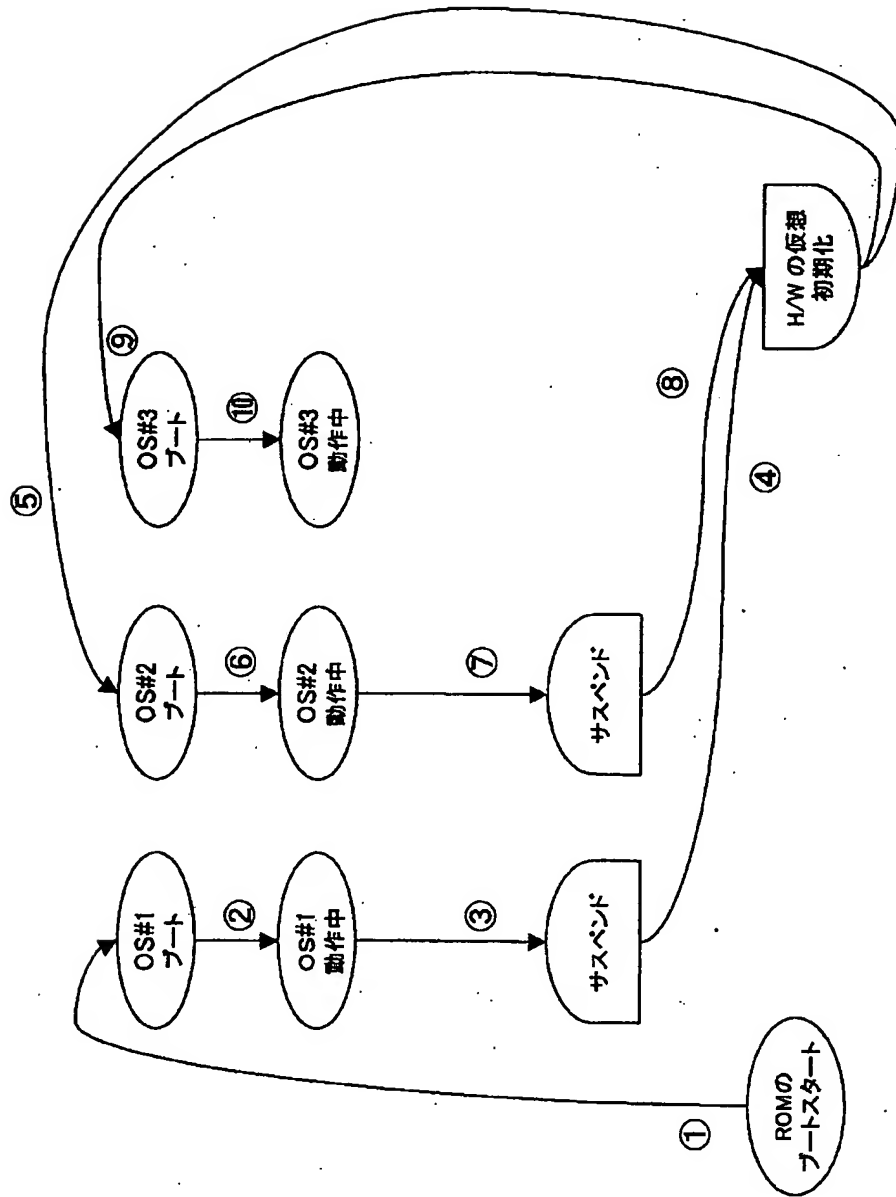 ①
ROMの
ブートスタート
OS#1
ブート
②
OS#1
動作中
③
サスペンド
④
⑤
OS#2
ブート
⑥
OS#2
動作中
⑦
サスペンド
⑧
H/Wの仮想
初期化
⑨
OS#3
ブート
⑩
OS#3
動作中